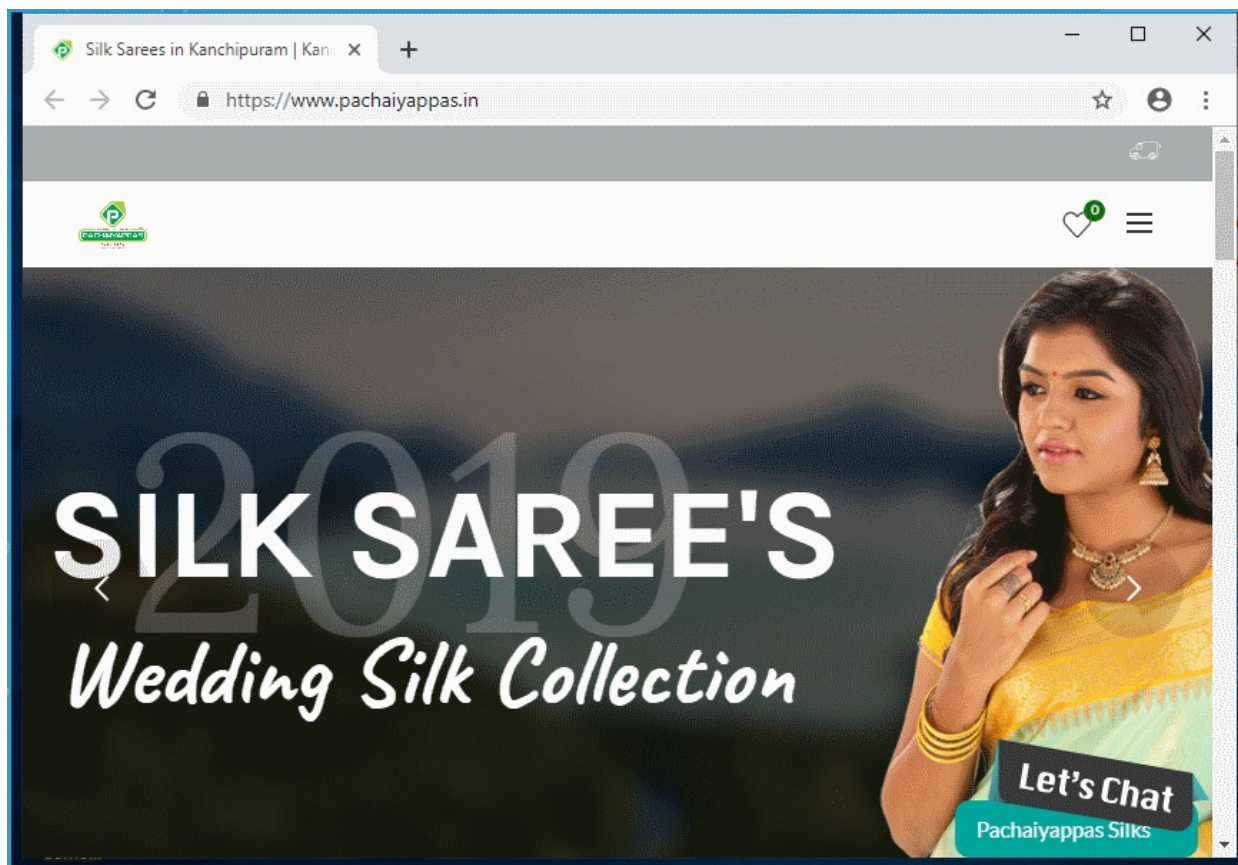 Silk Sarees in Kanchipuram | Kan
https://www.pachaiyappas.in
0
P
PACHAIYAPPAS
2019
SILK SAREE'S
Wedding Silk Collection
Let's Chat
Pachaiyappas Silks